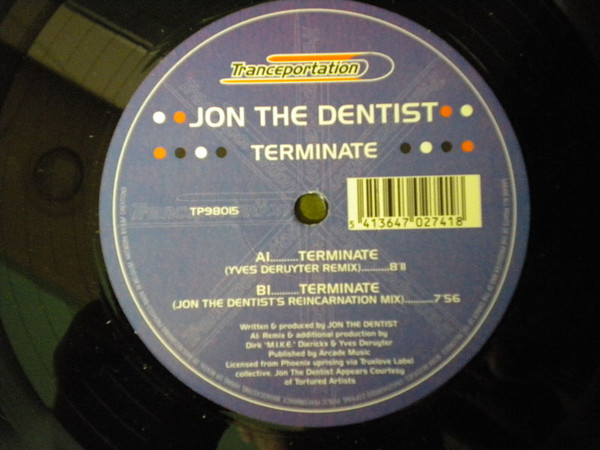 Tranceportation
JON THE DENTIST
TERMINATE
TP98015
5 413647 027418
A1..........TERMINATE
(YVES DERUYTER REMIX)..........8'11
B1..........TERMINATE
(JON THE DENTIST'S REINCARNATION MIX)..........7'56
Written & produced by JON THE DENTIST
A1: Remix & additional production by
Dirk "M.I.K.E." Diericks & Yves Deruyter
Published by Arcade Music
Licensed from Phoenix uprising via Truelove Label
collective. Jon The Dentist Appears Courtesy
of Tortured Artists